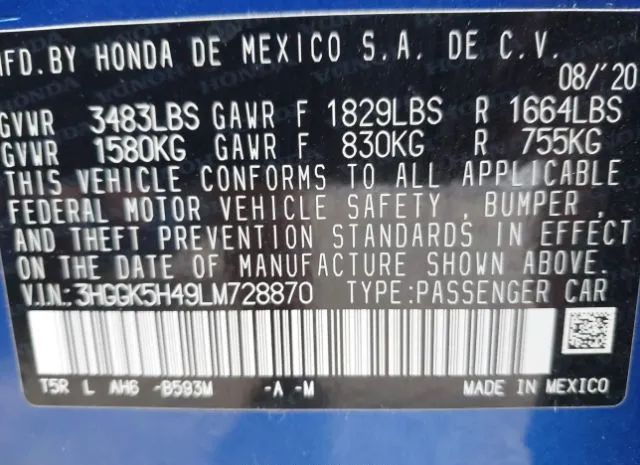 MFD. BY HONDA DE MEXICO S.A. DE C.V.
08/'20
GVWR 3483LBS GAWR F 1829LBS R 1664LBS
GVWR 1580KG GAWR F 830KG R 755KG
THIS VEHICLE CONFORMS TO ALL APPLICABLE
FEDERAL MOTOR VEHICLE SAFETY , BUMPER ,
AND THEFT PREVENTION STANDARDS IN EFFECT
ON THE DATE OF MANUFACTURE SHOWN ABOVE.
V.I.N.:3HGGK5H49LM728870 TYPE:PASSENGER CAR
T5R L AH6 -B593M -A -M MADE IN MEXICO